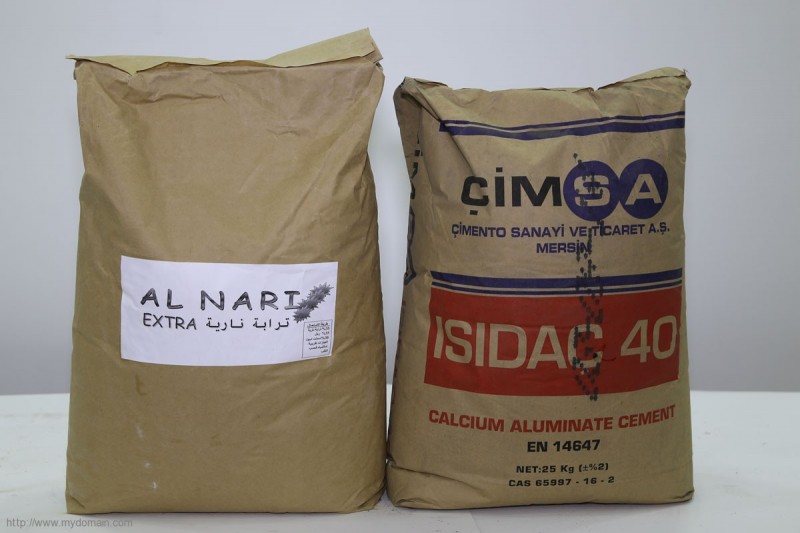 AL NARI
EXTRA ترابة نارية
ÇİMSA
ÇİMENTO SANAYİ VE TİCARET A.Ş.
MERSİN
ISIDAC 40
CALCIUM ALUMINATE CEMENT
EN 14647
NET:25 Kg (±%2)
CAS 65997 - 16 - 2
http://www.mydomain.com